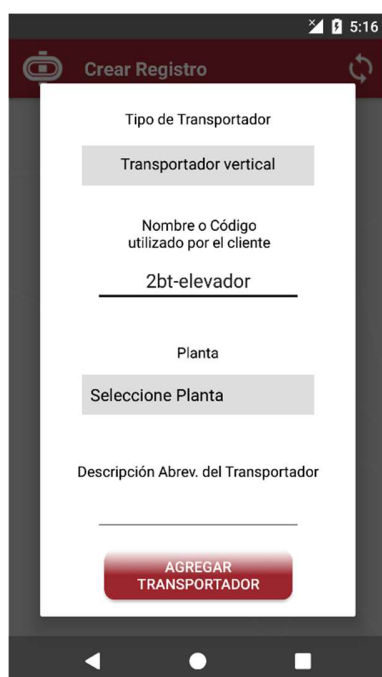 5:16
Crear Registro
Tipo de Transportador
Transportador vertical
Nombre o Código
utilizado por el cliente
2bt-elevador
Planta
Seleccione Planta
Descripción Abrev. del Transportador
AGREGAR
TRANSPORTADOR